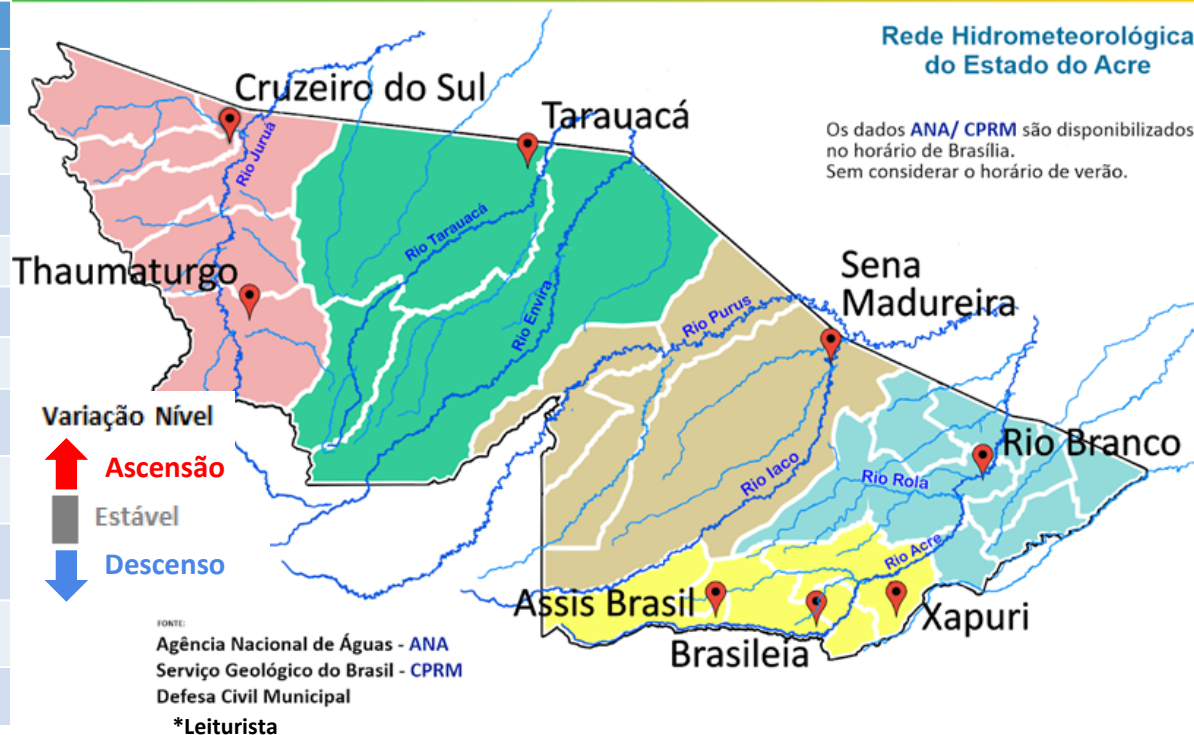 Rede Hidrometeorológica
do Estado do Acre
Os dados ANA/ CPRM são disponibilizados
no horário de Brasília.
Sem considerar o horário de verão.
Cruzeiro do Sul
Tarauacá
Rio Juruá
Rio Tarauacá
Thaumaturgo
Rio Envira
Sena
Madureira
Rio Purus
Variação Nível
Ascensão
Estável
Descenso
Rio Branco
Rio Iaco
Rio Rola
Rio Acre
Assis Brasil
Xapuri
Brasileia
FONTE:
Agência Nacional de Águas - ANA
Serviço Geológico do Brasil - CPRM
Defesa Civil Municipal
*Leiturista